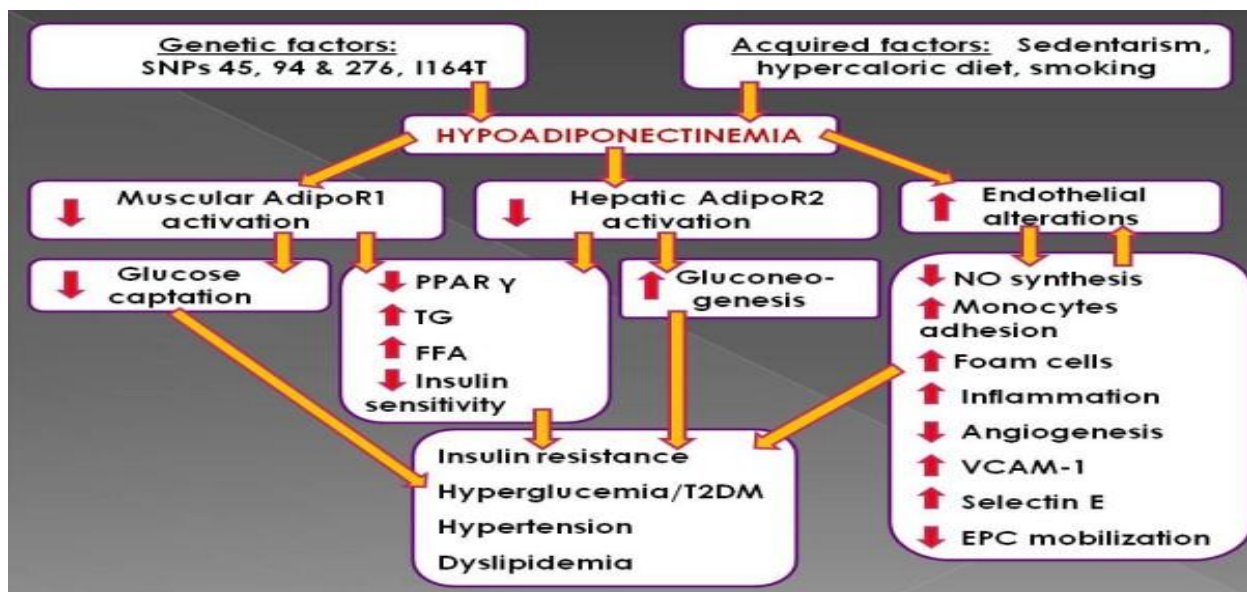 Genetic factors:
SNPs 45, 94 & 276, I164T
Acquired factors: Sedentarism,
hypercaloric diet, smoking
HYPOADIPONECTINEMIA
Muscular AdipoR1
activation
Hepatic AdipoR2
activation
Endothelial
alterations
Glucose
captation
PPAR γ
TG
FFA
Insulin
sensitivity
Gluconeo-
genesis
NO synthesis
Monocytes
adhesion
Foam cells
Inflammation
Angiogenesis
VCAM-1
Selectin E
EPC mobilization
Insulin resistance
Hyperglucemia/T2DM
Hypertension
Dyslipidemia